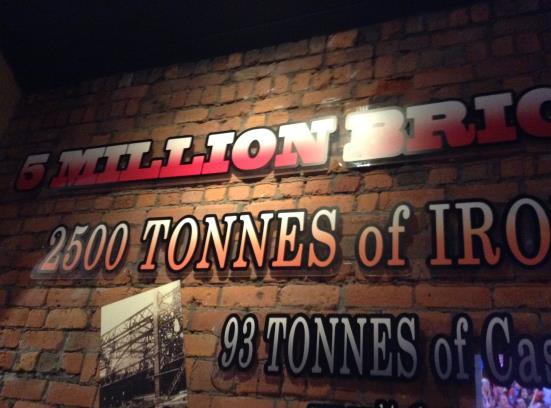 5 MILLION BRIC
2500 TONNES of IRO
93 TONNES of Cas